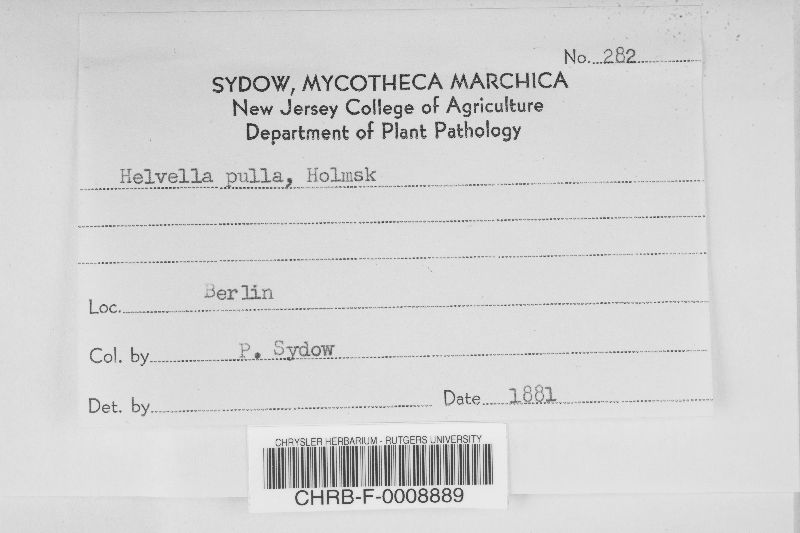 No. 282
SYDOW, MYCOTHECA MARCHICA
New Jersey College of Agriculture
Department of Plant Pathology
Helvella pulla, Holmsk
Loc. Berlin
Col. by P. Sydow
Det. by Date 1881
CHRYSLER HERBARIUM - RUTGERS UNIVERSITY
CHRB-F-0008889